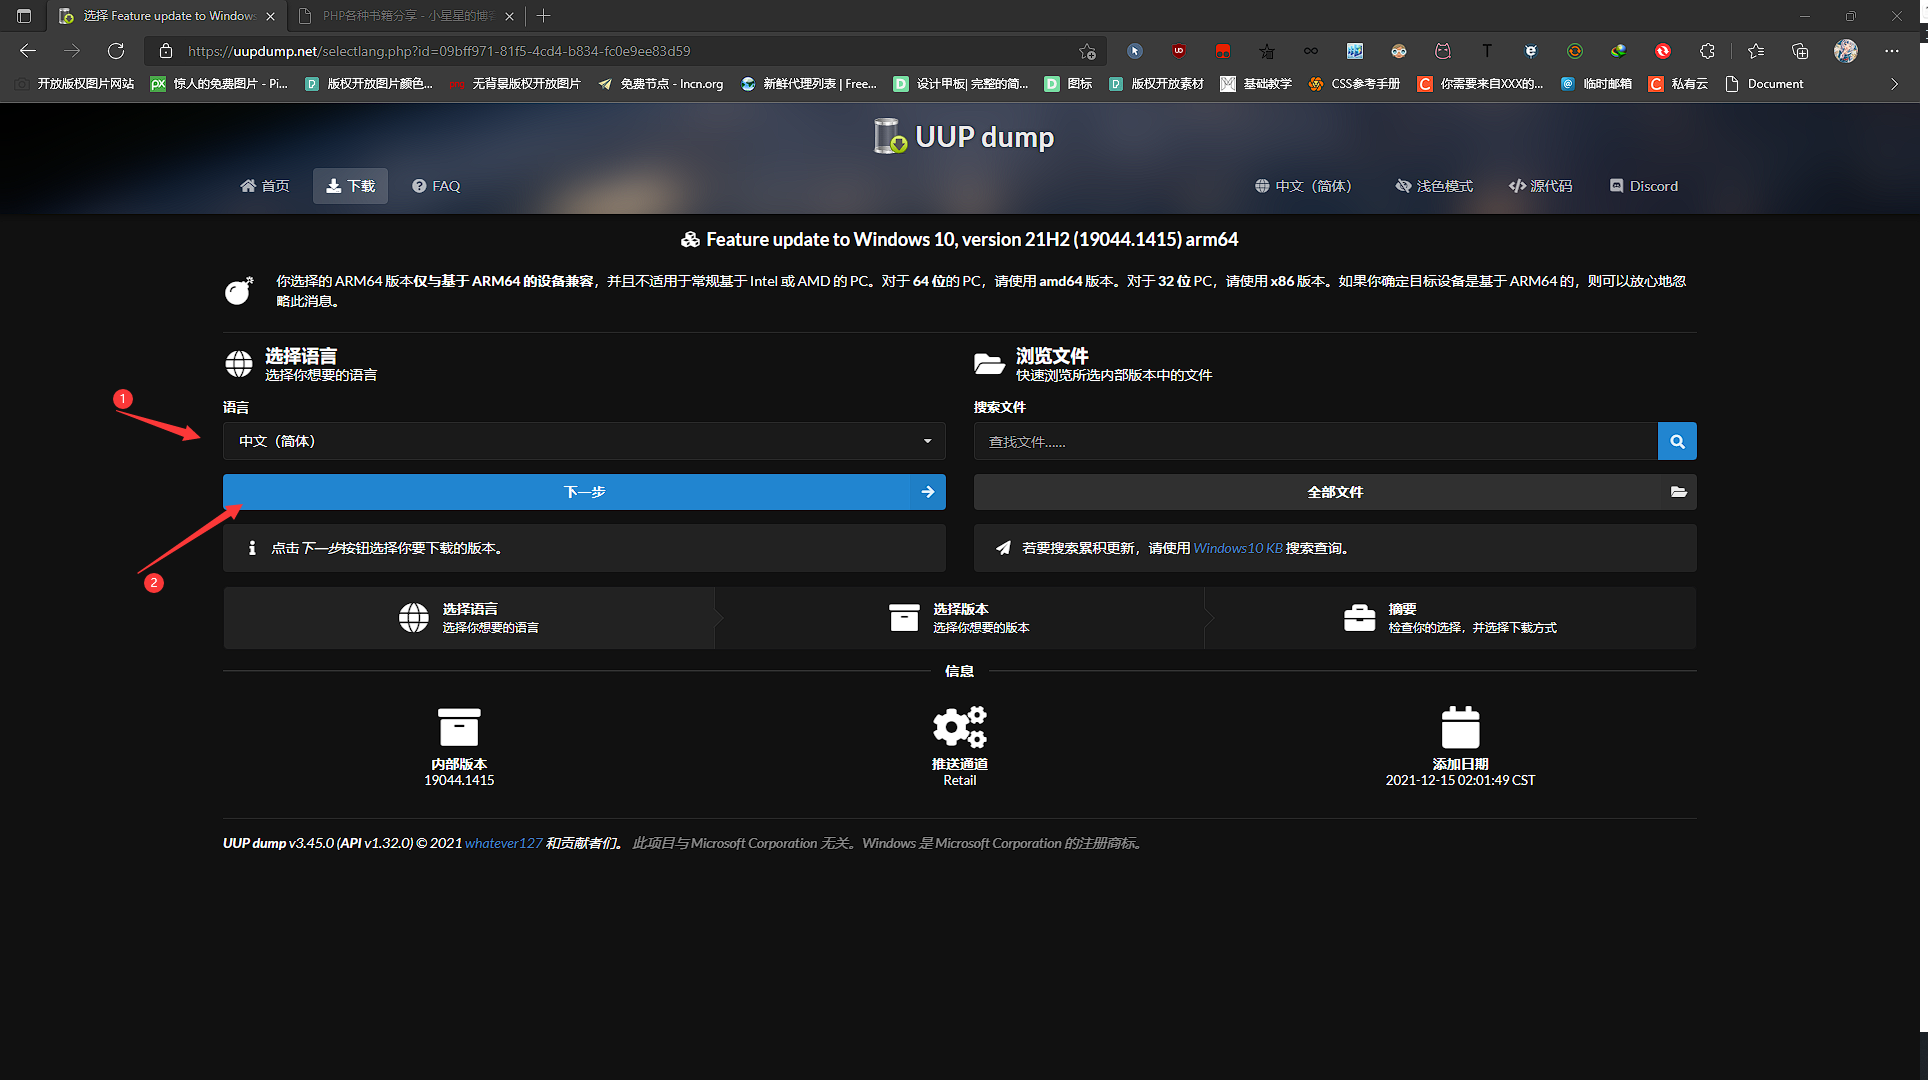 选择 Feature update to Windows
PHP各种书籍分享 - 小星星的博客
https://uupdump.net/selectlang.php?id=09bff971-81f5-4cd4-b834-fc0e9ee83d59
开放版权图片网站
惊人的免费图片 - Pi...
版权开放图片颜色...
无背景版权开放图片
免费节点 - lncn.org
新鲜代理列表 | Free...
设计甲板| 完整的简...
图标
版权开放素材
基础教学
CSS参考手册
你需要来自XXX的...
临时邮箱
私有云
Document
UUP dump
首页
下载
FAQ
中文（简体）
浅色模式
源代码
Discord
Feature update to Windows 10, version 21H2 (19044.1415) arm64
你选择的 ARM64 版本仅与基于 ARM64 的设备兼容，并且不适用于常规基于 Intel 或 AMD 的 PC。对于 64 位的 PC，请使用 amd64 版本。对于 32 位 PC，请使用 x86 版本。如果你确定目标设备是基于 ARM64 的，则可以放心地忽
略此消息。
选择语言
选择你想要的语言
浏览文件
快速浏览所选内部版本中的文件
1
语言
搜索文件
中文（简体）
查找文件......
下一步
全部文件
点击下一步按钮选择你要下载的版本。
若要搜索累积更新，请使用 Windows10 KB 搜索查询。
2
选择语言
选择你想要的语言
选择版本
选择你想要的版本
摘要
检查你的选择，并选择下载方式
信息
内部版本
19044.1415
推送通道
Retail
添加日期
2021-12-15 02:01:49 CST
UUP dump v3.45.0 (API v1.32.0) © 2021 whatever127 和贡献者们。 此项目与 Microsoft Corporation 无关。Windows 是 Microsoft Corporation 的注册商标。